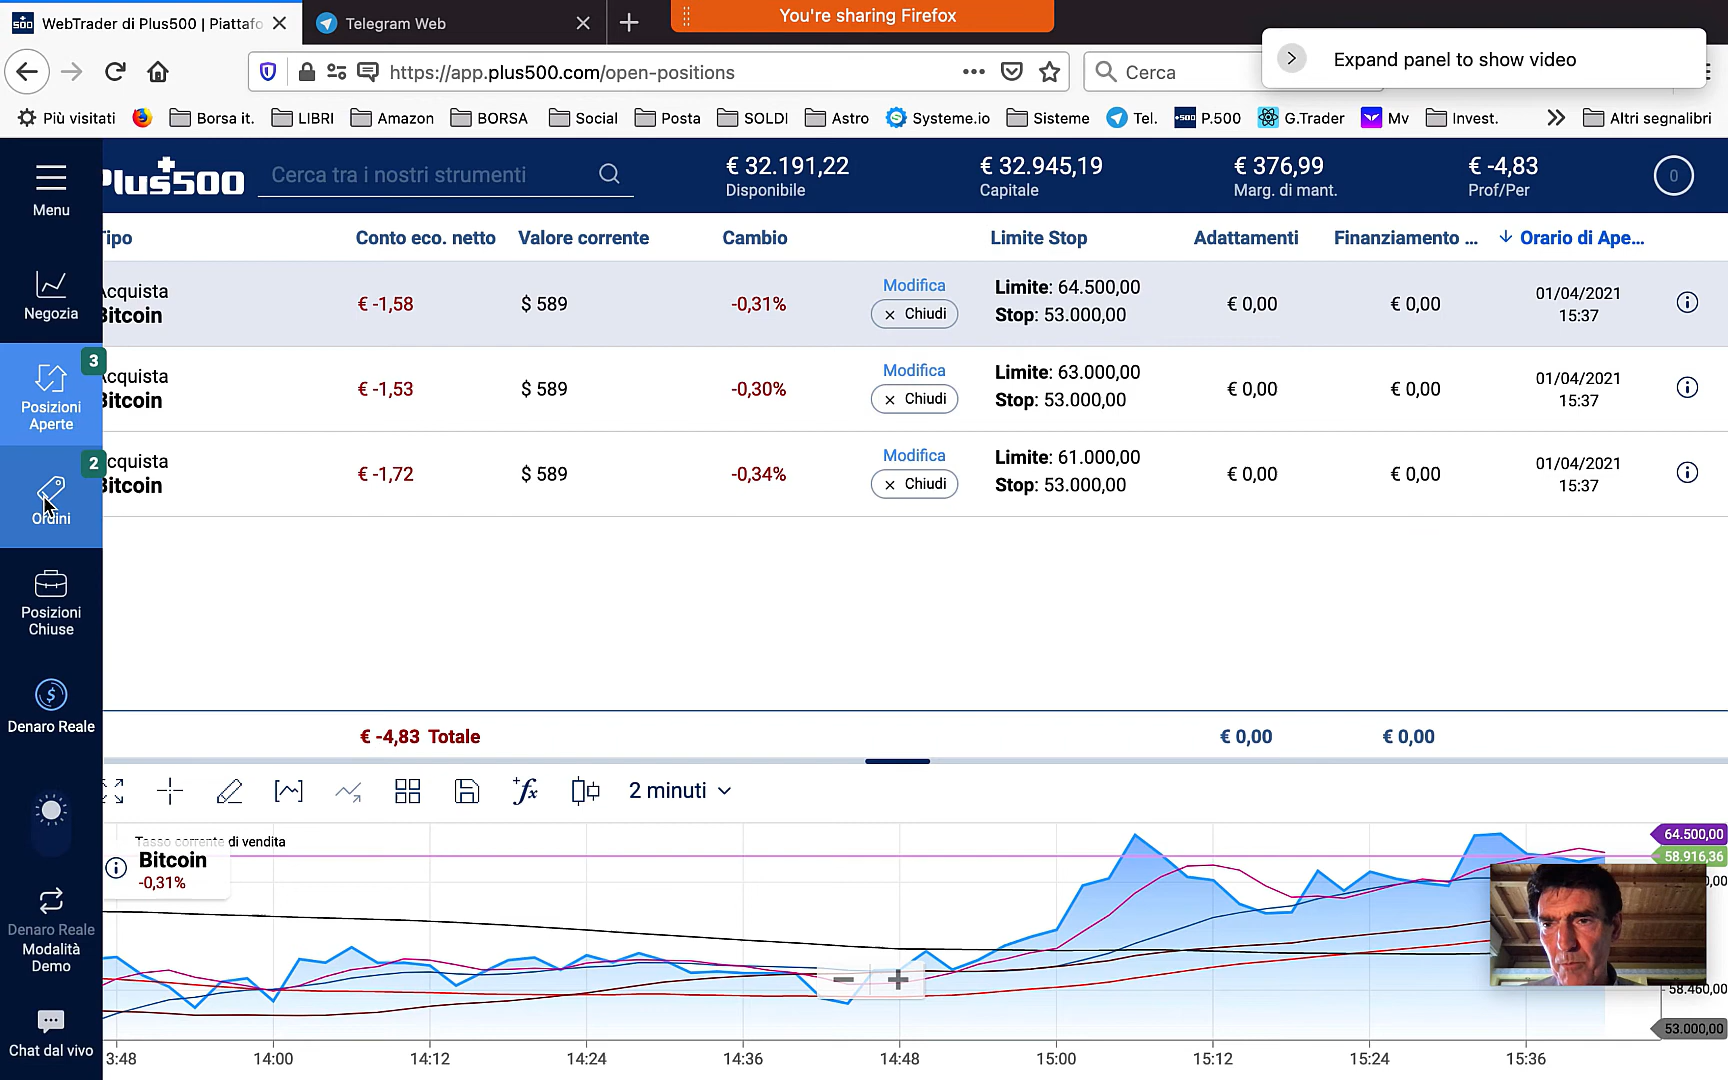 WebTrader di Plus500 | Piattafo
Telegram Web
You're sharing Firefox
https://app.plus500.com/open-positions
Cerca
Expand panel to show video
Più visitati
Borsa it.
LIBRI
Amazon
BORSA
Social
Posta
SOLDI
Astro
Systeme.io
Sisteme
Tel.
P.500
G.Trader
Mv
Invest.
Altri segnalibri
Menu
Plus500
Cerca tra i nostri strumenti
€ 32.191,22
Disponibile
€ 32.945,19
Capitale
€ 376,99
Marg. di mant.
€ -4,83
Prof/Per
0
Tipo
Conto eco. netto
Valore corrente
Cambio
Limite Stop
Adattamenti
Finanziamento ...
Orario di Ape...
Acquista
Bitcoin
€ -1,58
$ 589
-0,31%
Modifica
× Chiudi
Limite: 64.500,00
Stop: 53.000,00
€ 0,00
€ 0,00
01/04/2021
15:37
Acquista
Bitcoin
€ -1,53
$ 589
-0,30%
Modifica
× Chiudi
Limite: 63.000,00
Stop: 53.000,00
€ 0,00
€ 0,00
01/04/2021
15:37
Acquista
Bitcoin
€ -1,72
$ 589
-0,34%
Modifica
× Chiudi
Limite: 61.000,00
Stop: 53.000,00
€ 0,00
€ 0,00
01/04/2021
15:37
Negozia
3
Posizioni
Aperte
2
Ordini
Posizioni
Chiuse
Denaro Reale
Denaro Reale
Modalità
Demo
Chat dal vivo
€ -4,83 Totale
€ 0,00
€ 0,00
2 minuti
Tasso corrente di vendita
Bitcoin
-0,31%
64.500,00
58.916,36
58.460,00
53.000,00
3:48
14:00
14:12
14:24
14:36
14:48
15:00
15:12
15:24
15:36